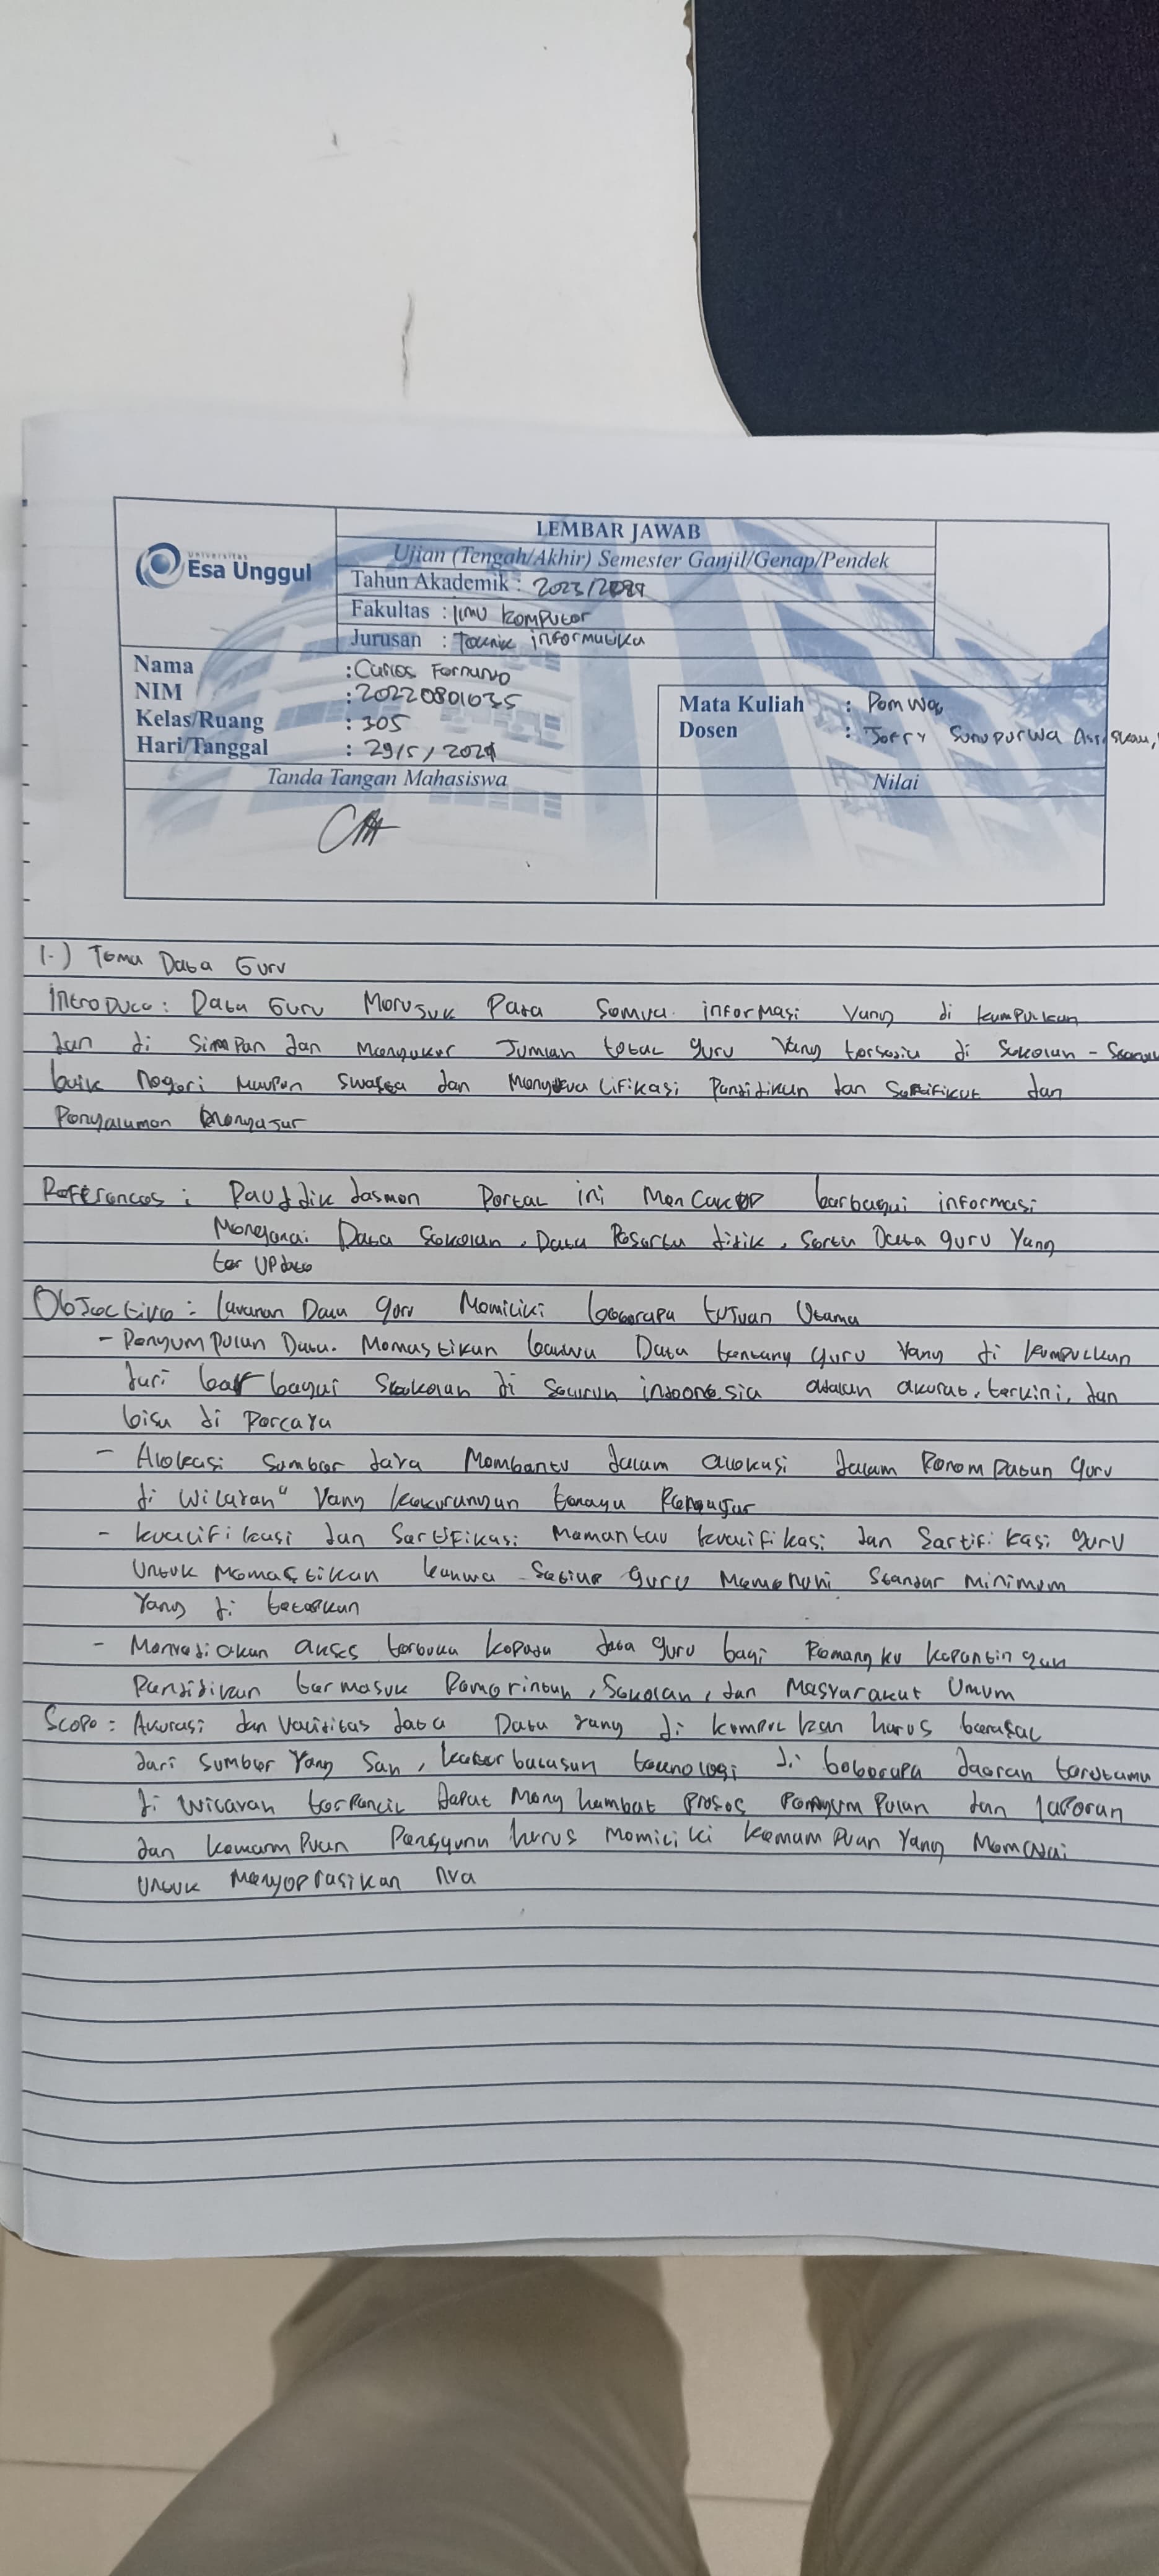 LEMBAR JAWAB
Universitas
Esa Unggul
Ujian (Tengah/Akhir) Semester Ganjil/Genap/Pendek
Tahun Akademik : 2023/2024
Fakultas : Ilmu Komputer
Jurusan : Teknik informatika
Nama : Carlos Fernando
NIM : 20220801035
Kelas/Ruang : 305
Hari/Tanggal : 29/5/2024
Mata Kuliah : Pemweb
Dosen : Jefry Sunupurwa Asri
Tanda Tangan Mahasiswa
Nilai
1.) Tema Data Guru
Introduce : Data Guru Merujuk Pada Semua informasi Yang di kumpulkan
dan di Simpan dan Mengukur Jumlah total guru Yang tersedia di Sekolah -
baik Negeri Maupun Swasta dan Pendidikan dan Sertifikat dan
Pengalaman Mengajar
References : Pauddik dasmen Portal ini Mencakup berbagai informasi
Mengenai Data Sekolah, Data Peserta didik, Serta Data guru Yang
ter Update
Objective : layanan Data guru Memiliki beberapa tujuan Utama
- Pengumpulan Data. Memastikan bahwa Data tentang guru Yang di kumpulkan
dari berbagai Sekolah di Seluruh indonesia adalah akurat, terkini, dan
bisa di Percaya
- Alokasi Sumber daya Membantu dalam alokasi dalam Penempatan guru
di Wilayah" Yang kekurangan tenaga Pengajar
- kualifikasi dan Sertifikasi Memantau kualifikasi dan Sertifikasi guru
Untuk Memastikan bahwa Setiap guru Memenuhi Standar Minimum
Yang di tetapkan
- Menyediakan akses terbuka kepada data guru bagi Pemangku kepentingan
Pendidikan termasuk Pemerintah, Sekolah, dan Masyarakat Umum
Scope : Akurasi dan Validitas data Data Yang di kumpulkan harus berasal
dari Sumber Yang Sah, keterbatasan teknologi di beberapa daerah terutama
di Wilayah terpencil dapat Menghambat Proses Pengumpulan dan laporan
dan kemampuan Pengguna harus Memiliki kemampuan Yang Memadai
Untuk Mengoprasikan nya